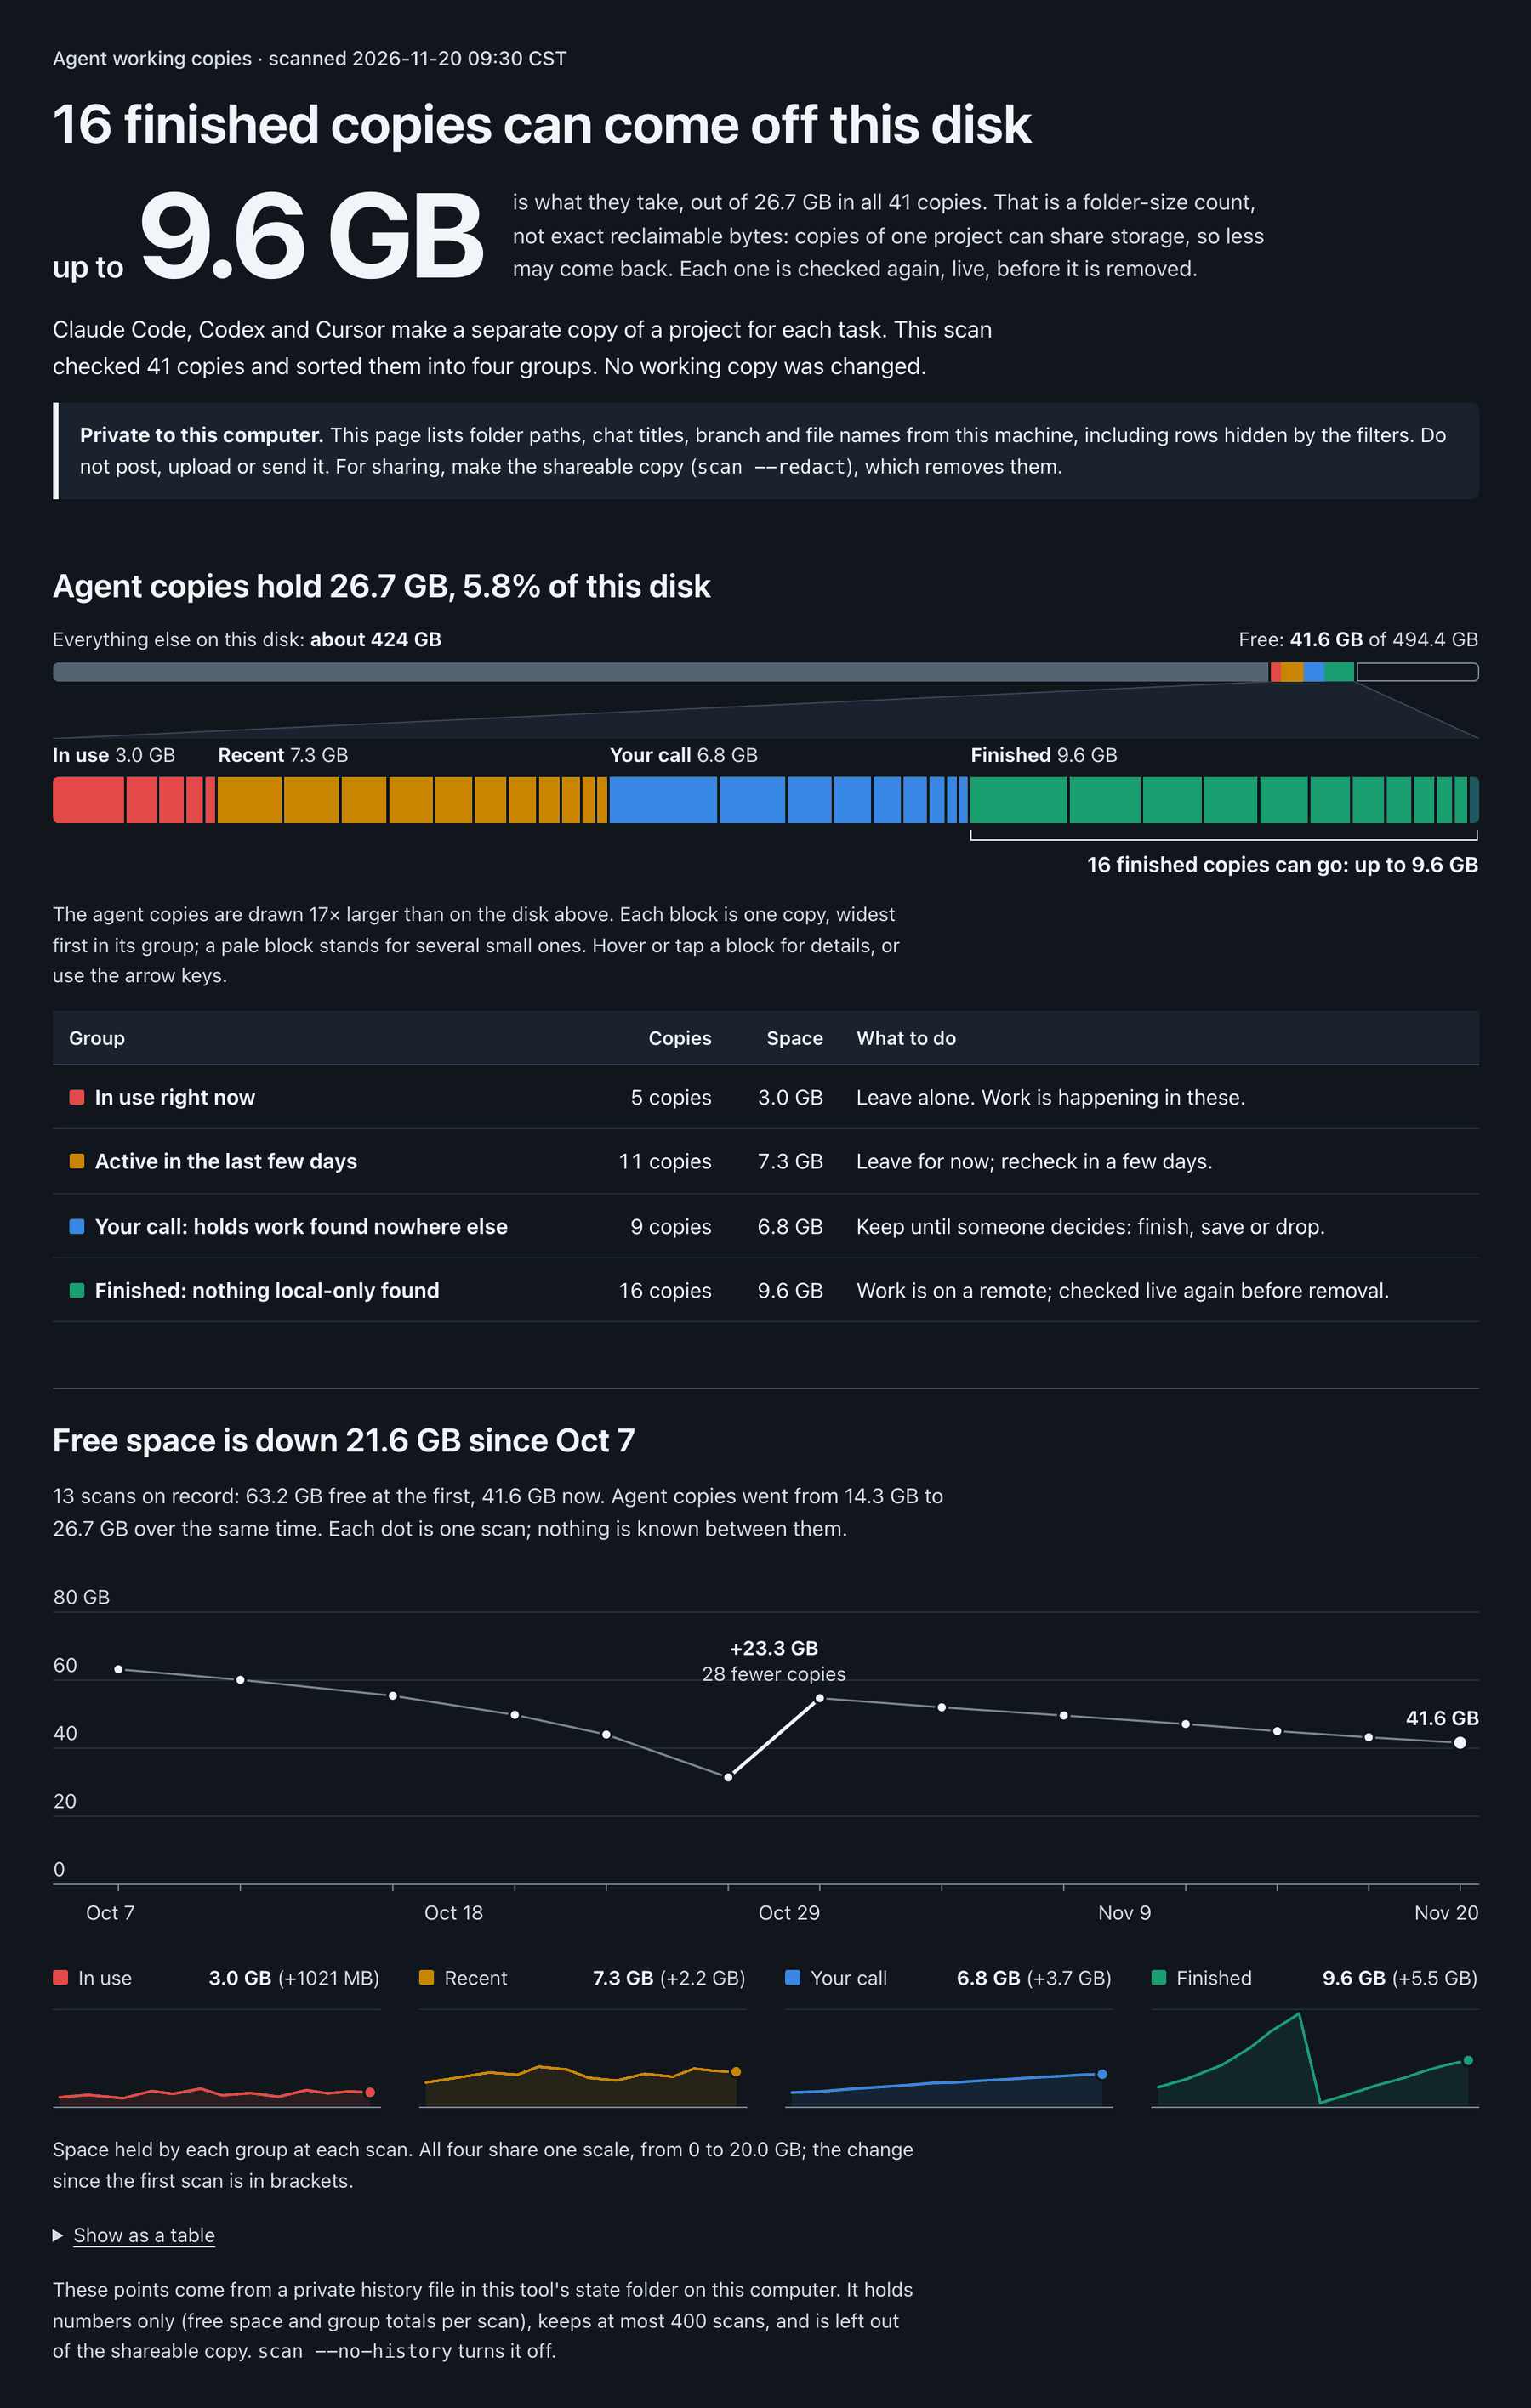 Agent working copies · scanned 2026-11-20 09:30 CST
16 finished copies can come off this disk
up to 9.6 GB
is what they take, out of 26.7 GB in all 41 copies. That is a folder-size count,
not exact reclaimable bytes: copies of one project can share storage, so less
may come back. Each one is checked again, live, before it is removed.
Claude Code, Codex and Cursor make a separate copy of a project for each task. This scan
checked 41 copies and sorted them into four groups. No working copy was changed.
Private to this computer. This page lists folder paths, chat titles, branch and file names from this machine, including rows hidden by the filters. Do
not post, upload or send it. For sharing, make the shareable copy (scan --redact), which removes them.
Agent copies hold 26.7 GB, 5.8% of this disk
Everything else on this disk: about 424 GB
Free: 41.6 GB of 494.4 GB
In use 3.0 GB
Recent 7.3 GB
Your call 6.8 GB
Finished 9.6 GB
16 finished copies can go: up to 9.6 GB
The agent copies are drawn 17× larger than on the disk above. Each block is one copy, widest
first in its group; a pale block stands for several small ones. Hover or tap a block for details, or
use the arrow keys.
Group Copies Space What to do
In use right now 5 copies 3.0 GB Leave alone. Work is happening in these.
Active in the last few days 11 copies 7.3 GB Leave for now; recheck in a few days.
Your call: holds work found nowhere else 9 copies 6.8 GB Keep until someone decides: finish, save or drop.
Finished: nothing local-only found 16 copies 9.6 GB Work is on a remote; checked live again before removal.
Free space is down 21.6 GB since Oct 7
13 scans on record: 63.2 GB free at the first, 41.6 GB now. Agent copies went from 14.3 GB to
26.7 GB over the same time. Each dot is one scan; nothing is known between them.
80 GB
+23.3 GB
28 fewer copies
60
41.6 GB
40
20
0
Oct 7 Oct 18 Oct 29 Nov 9 Nov 20
In use 3.0 GB (+1021 MB)
Recent 7.3 GB (+2.2 GB)
Your call 6.8 GB (+3.7 GB)
Finished 9.6 GB (+5.5 GB)
Space held by each group at each scan. All four share one scale, from 0 to 20.0 GB; the change
since the first scan is in brackets.
Show as a table
These points come from a private history file in this tool's state folder on this computer. It holds
numbers only (free space and group totals per scan), keeps at most 400 scans, and is left out
of the shareable copy. scan --no-history turns it off.